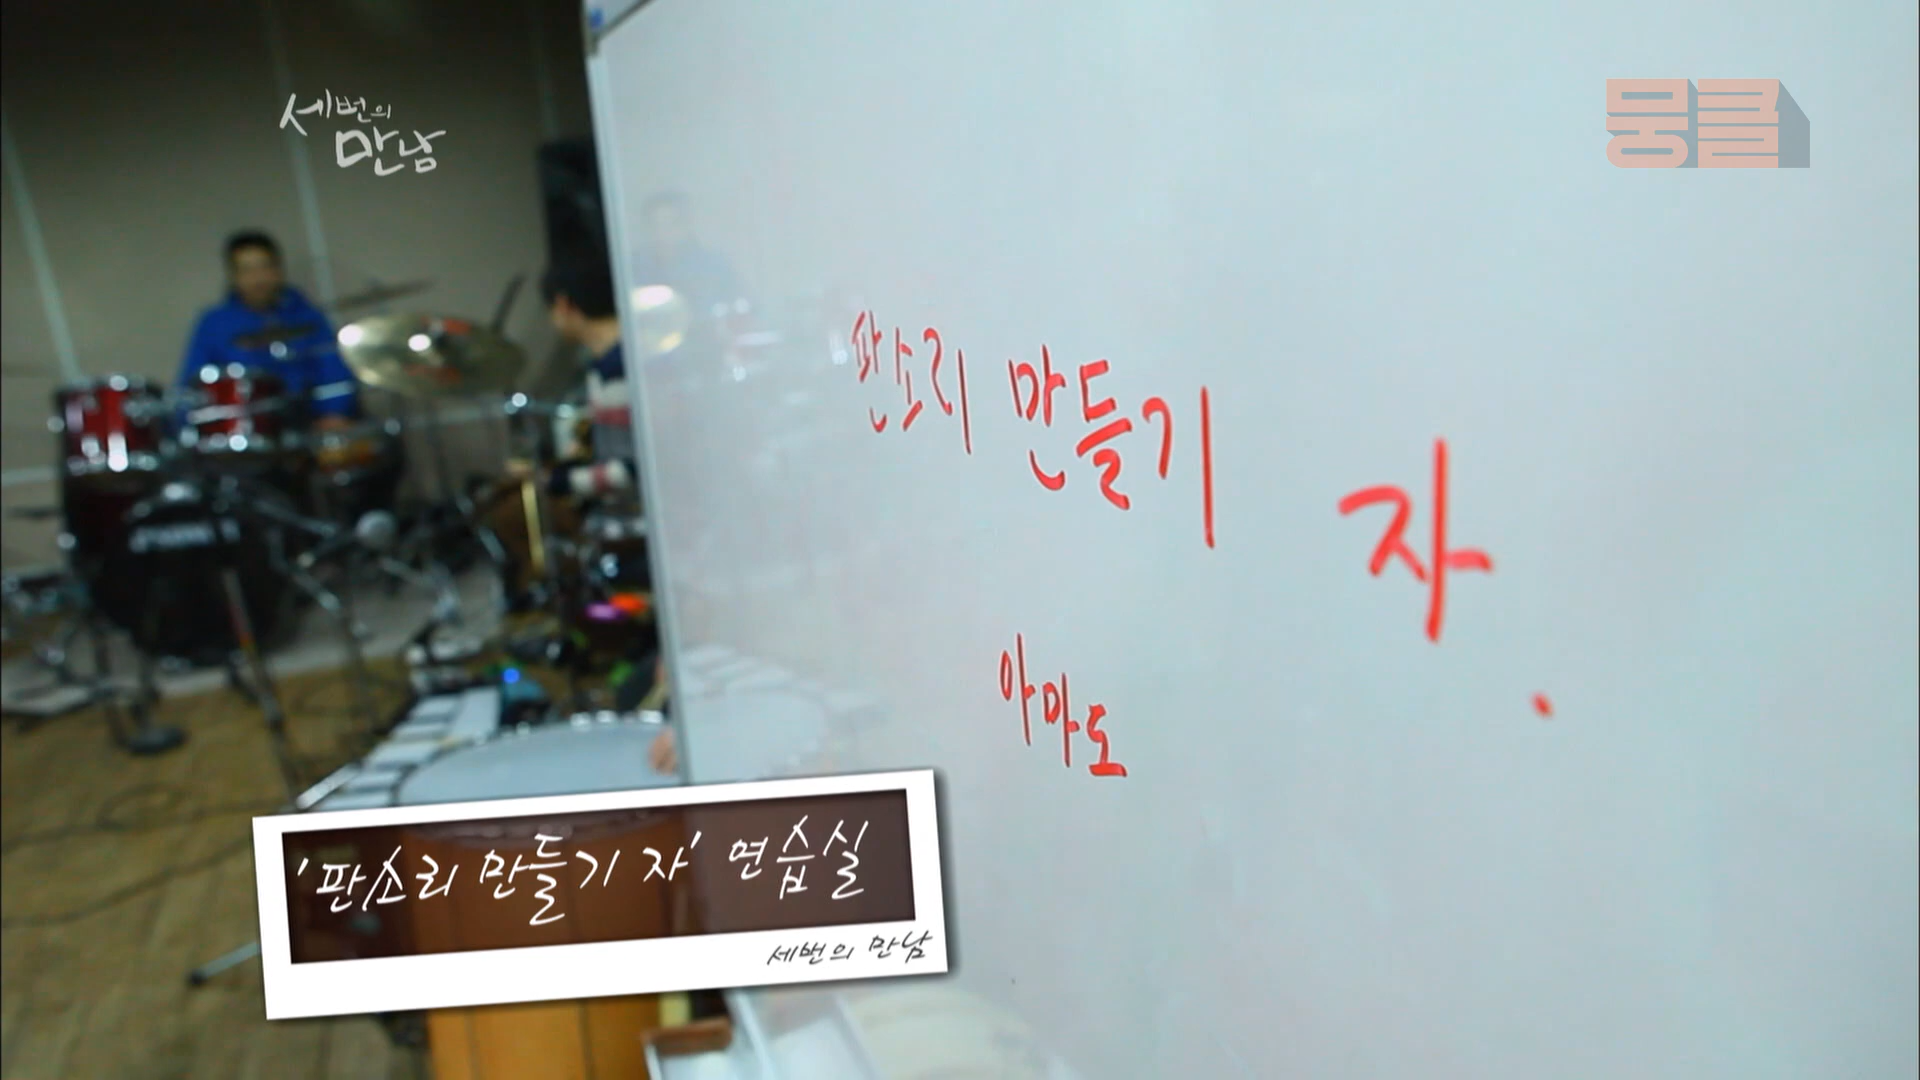 세번의
만남
뭉클
판소리 만들기 자.
아마도
'판소리 만들기 자' 연습실
세번의 만남